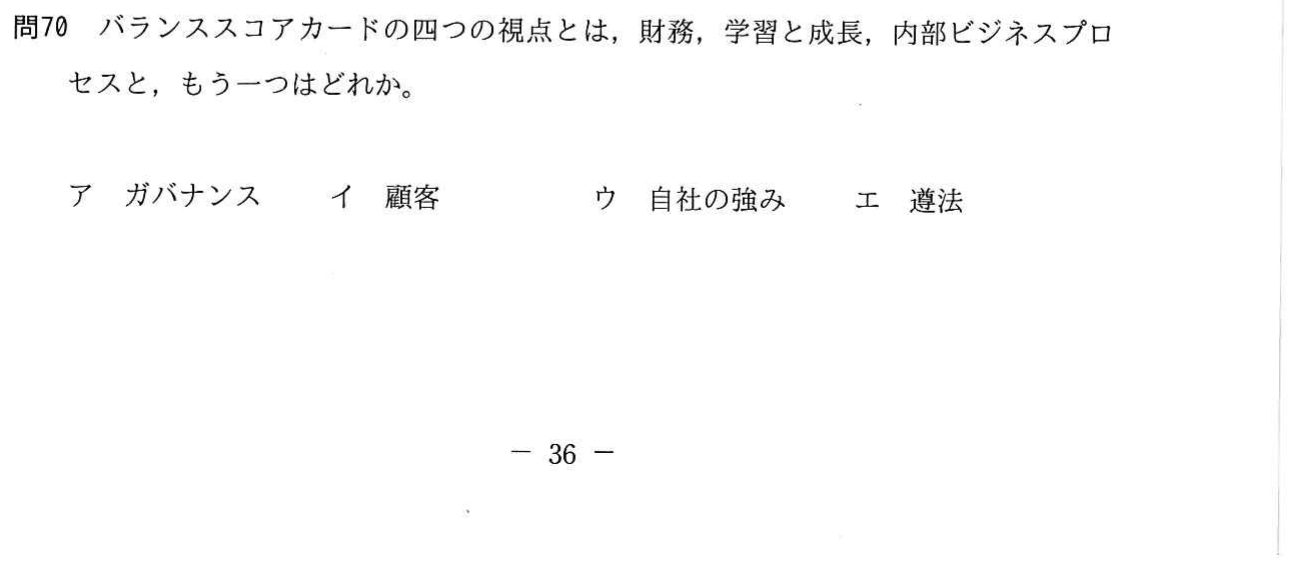 問70　バランススコアカードの四つの視点とは，財務，学習と成長，内部ビジネスプロ
セスと，もう一つはどれか。
ア　ガバナンス　　イ　顧客　　ウ　自社の強み　　エ　遵法
－ 36 －